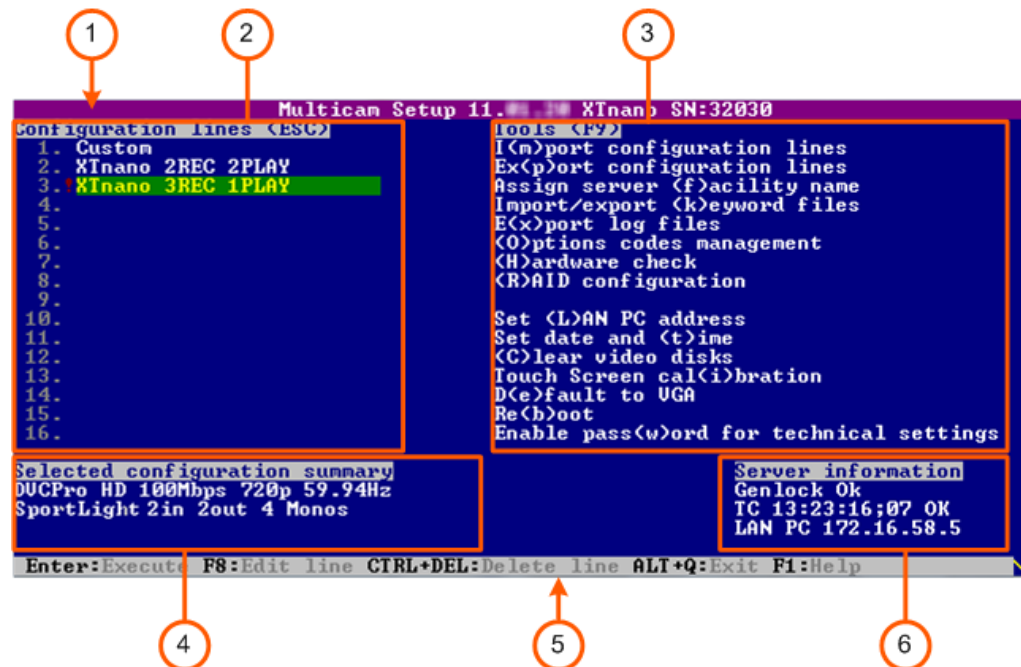 1
2
3
Multicam Setup 11. XTnano SN:32030
Configuration lines (ESC)
1. Custom
2. XTnano 2REC 2PLAY
3.!XTnano 3REC 1PLAY
4.
5.
6.
7.
8.
9.
10.
11.
12.
13.
14.
15.
16.
Tools (F9)
I(m)port configuration lines
Ex(p)ort configuration lines
Assign server (f)acility name
Import/export (k)eyword files
E(x)port log files
(O)ptions codes management
(H)ardware check
(R)AID configuration
Set (L)AN PC address
Set date and (t)ime
(C)lear video disks
Touch Screen cal(i)bration
D(e)fault to VGA
Re(b)oot
Enable pass(w)ord for technical settings
Selected configuration summary
DVCPro HD 100Mbps 720p 59.94Hz
SportLight 2in 2out 4 Monos
Server information
Genlock Ok
TC 13:23:16;07 OK
LAN PC 172.16.58.5
Enter:Execute F8:Edit line CTRL+DEL:Delete line ALT+Q:Exit F1:Help
4
5
6